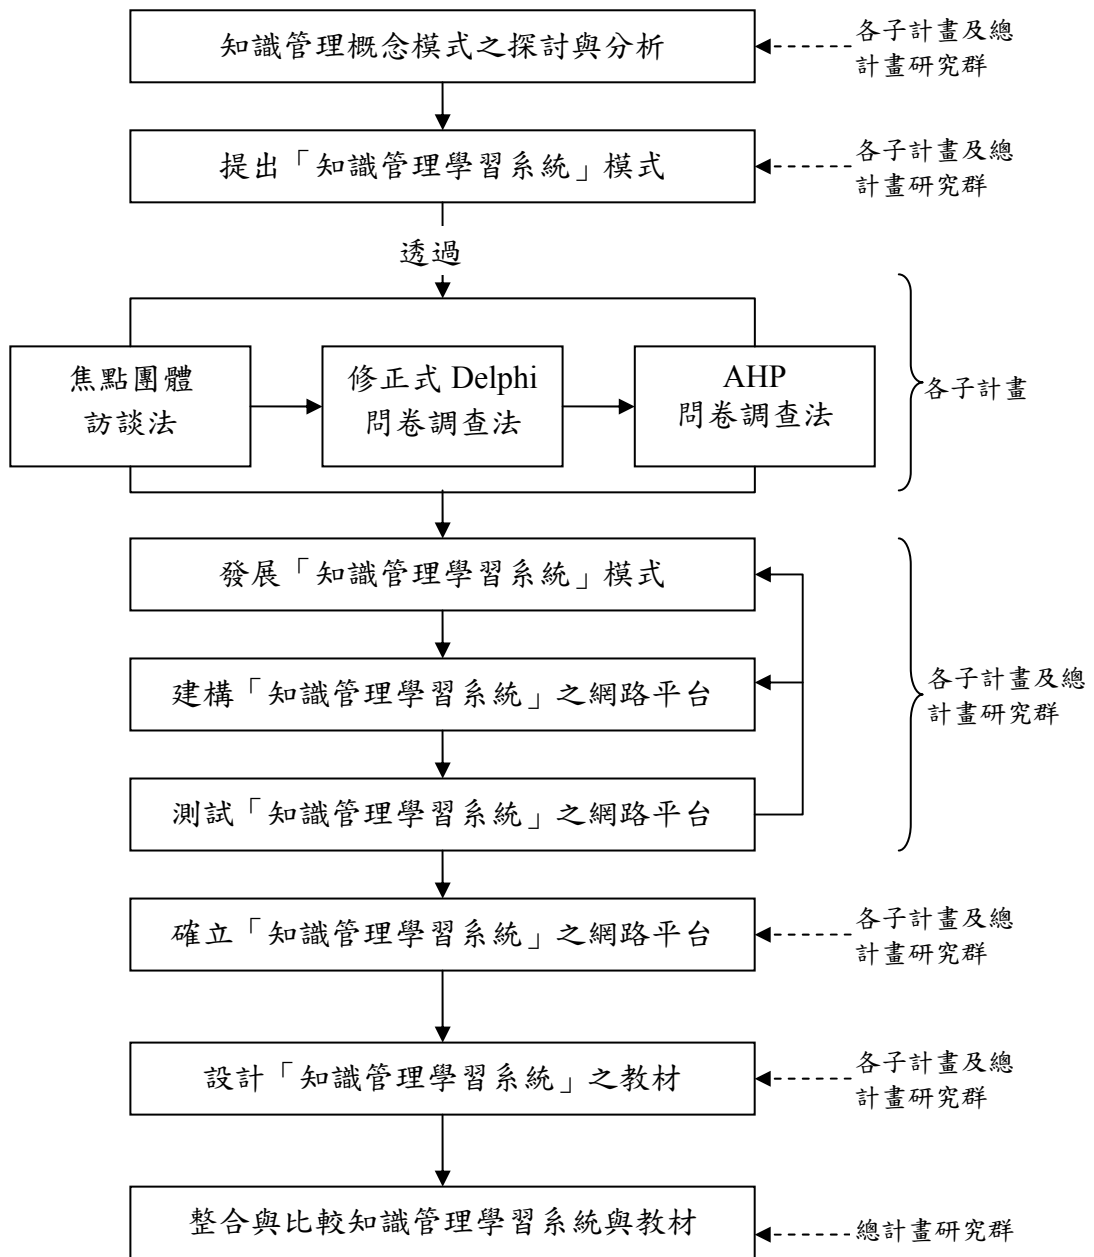 知識管理概念模式之探討與分析
各子計畫及總
計畫研究群
提出「知識管理學習系統」模式
各子計畫及總
計畫研究群
透過
焦點團體
訪談法
修正式 Delphi
問卷調查法
AHP
問卷調查法
各子計畫
發展「知識管理學習系統」模式
建構「知識管理學習系統」之網路平台
測試「知識管理學習系統」之網路平台
各子計畫及總
計畫研究群
確立「知識管理學習系統」之網路平台
各子計畫及總
計畫研究群
設計「知識管理學習系統」之教材
各子計畫及總
計畫研究群
整合與比較知識管理學習系統與教材
總計畫研究群